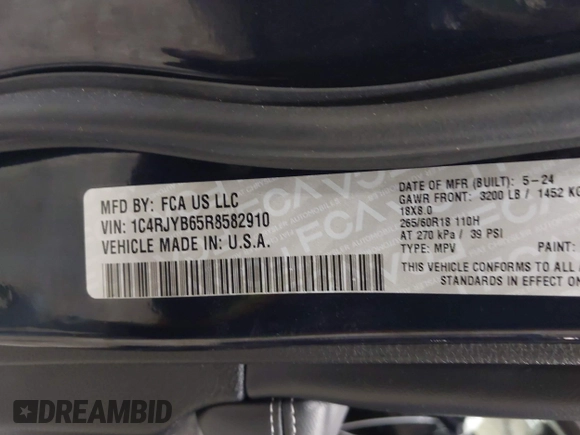 MFD BY: FCA US LLC
VIN: 1C4RJYB65R8582910
VEHICLE MADE IN: U.S.A.
DATE OF MFR (BUILT): 5-24
GAWR FRONT: 3200 LB / 1452 KG
18X8.0
265/60R18 110H
AT 270 kPa / 39 PSI
TYPE: MPV PAINT:
THIS VEHICLE CONFORMS TO
STANDARDS IN EFFECT ON
DREAMBID